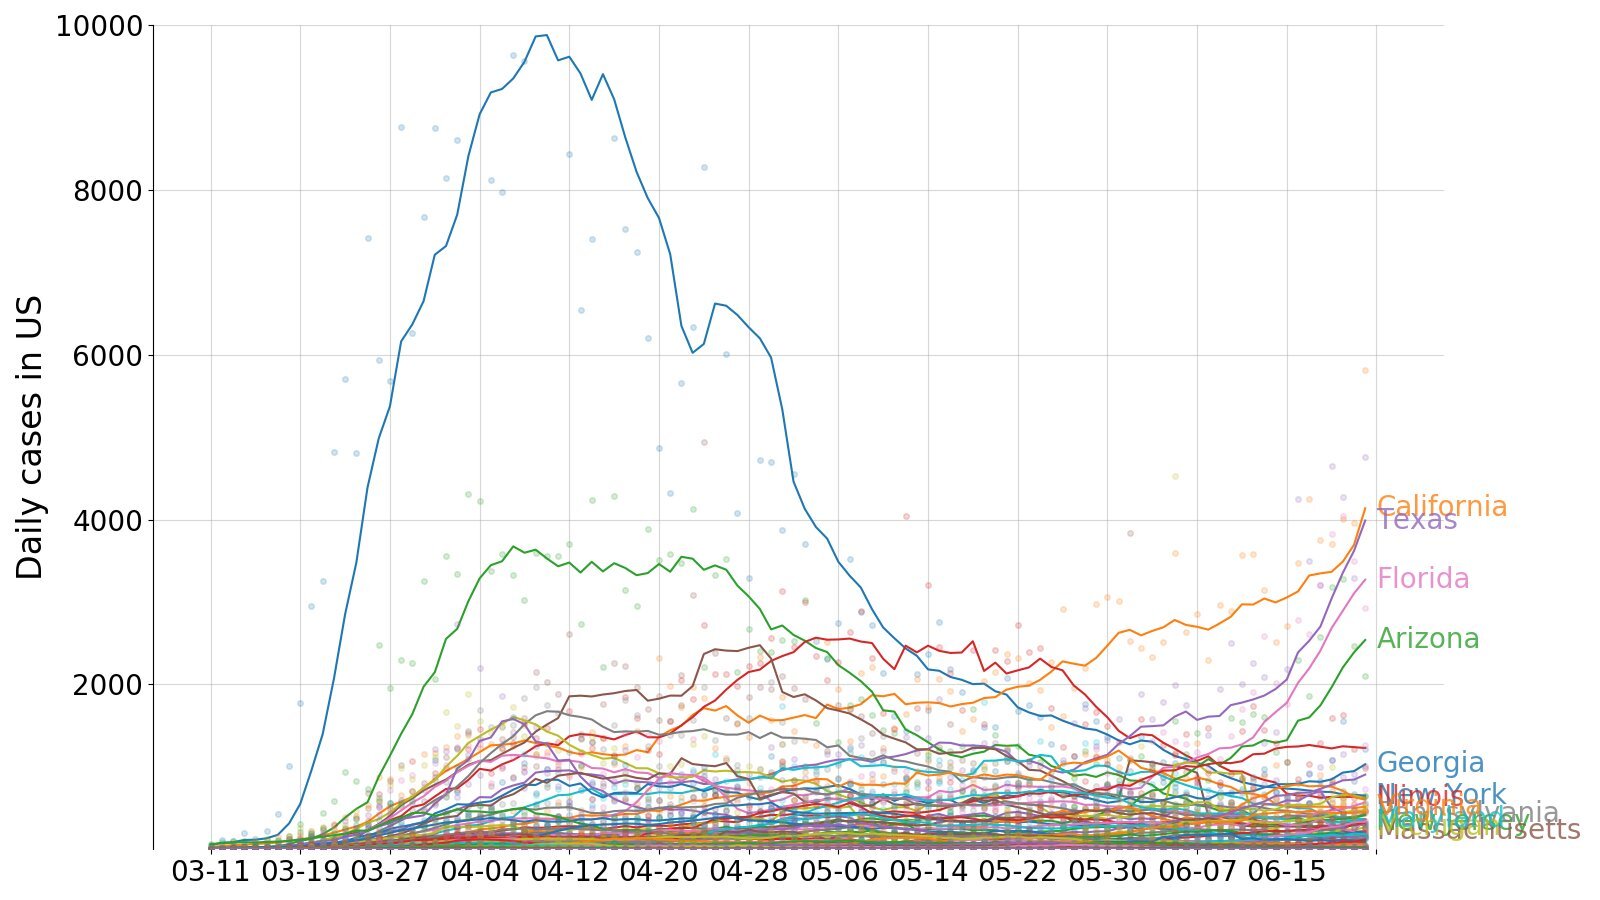 10000
8000
6000
4000
2000
Daily cases in US
03-11 03-19 03-27 04-04 04-12 04-20 04-28 05-06 05-14 05-22 05-30 06-07 06-15
California
Texas
Florida
Arizona
Georgia
New York
Illinois
Maryland
Massachusetts